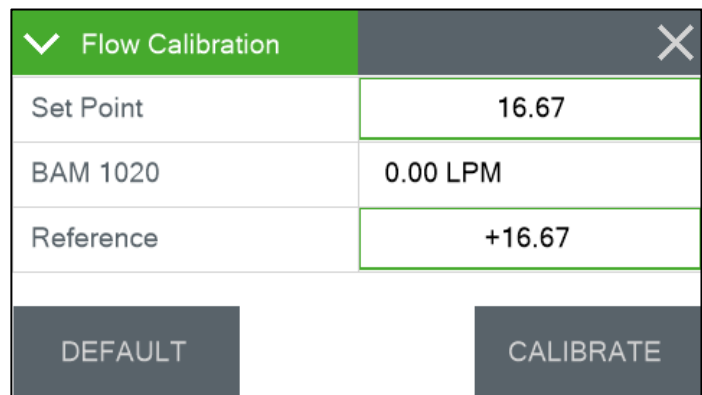 Flow Calibration
Set Point 16.67
BAM 1020 0.00 LPM
Reference +16.67
DEFAULT CALIBRATE